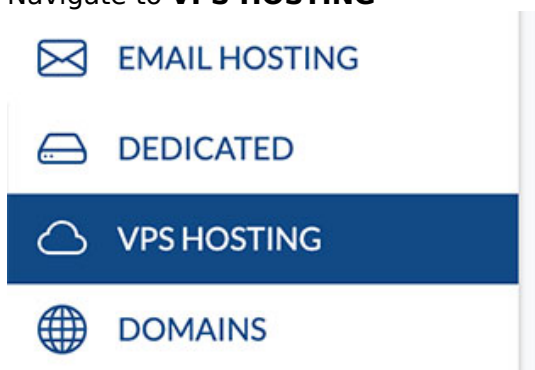 Navigate to VPS HOSTING
EMAIL HOSTING
DEDICATED
VPS HOSTING
DOMAINS